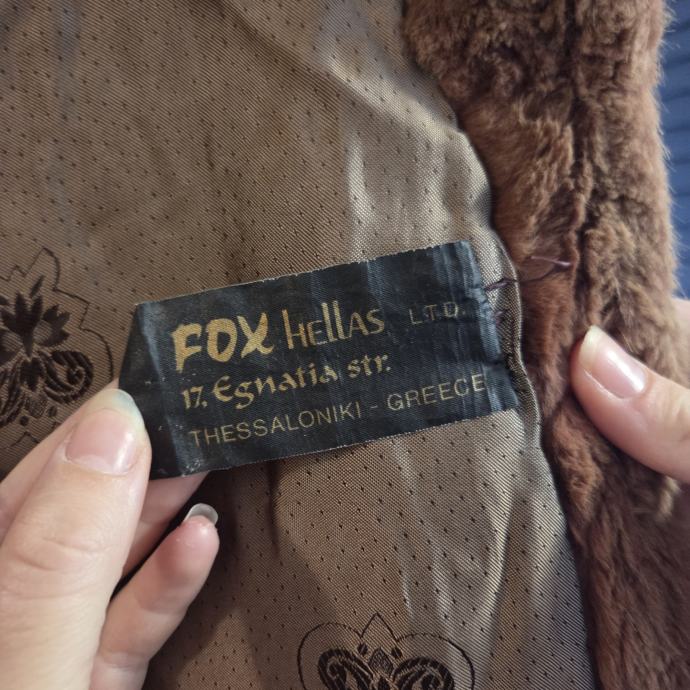 FOX hellas LTD.
17, Egnatia str.
THESSALONIKI - GREECE